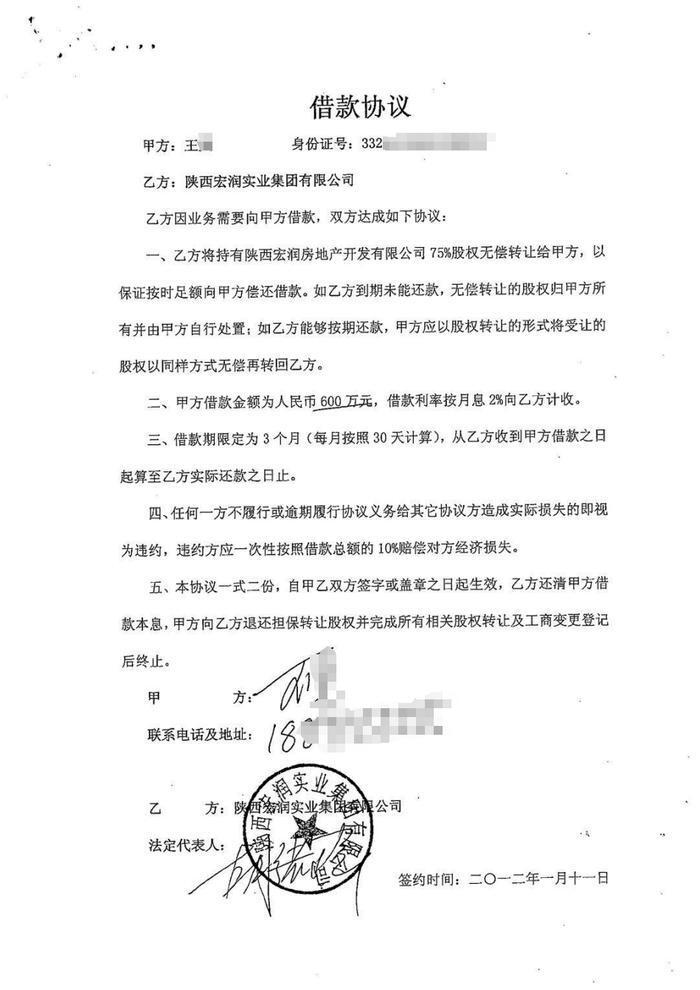 借款协议
甲方：王 身份证号：332
乙方：陕西宏润实业集团有限公司
乙方因业务需要向甲方借款，双方达成如下协议：
一、乙方将持有陕西宏润房地产开发有限公司 75%股权无偿转让给甲方，以
保证按时足额向甲方偿还借款。如乙方到期未能还款，无偿转让的股权归甲方所
有并由甲方自行处置；如乙方能够按期还款，甲方应以股权转让的形式将受让的
股权以同样方式无偿再转回乙方。
二、甲方借款金额为人民币 600 万元，借款利率按月息 2%向乙方计收。
三、借款期限定为 3 个月（每月按照 30 天计算），从乙方收到甲方借款之日
起算至乙方实际还款之日止。
四、任何一方不履行或逾期履行协议义务给其它协议方造成实际损失的即视
为违约，违约方应一次性按照借款总额的 10%赔偿对方经济损失。
五、本协议一式二份，自甲乙双方签字或盖章之日起生效，乙方还清甲方借
款本息，甲方向乙方退还担保转让股权并完成所有相关股权转让及工商变更登记
后终止。
甲 方：
联系电话及地址：188
乙 方：陕西宏润实业集团有限公司
陕西宏润实业集团有限公司
法定代表人：
签约时间：二〇一二年一月十一日